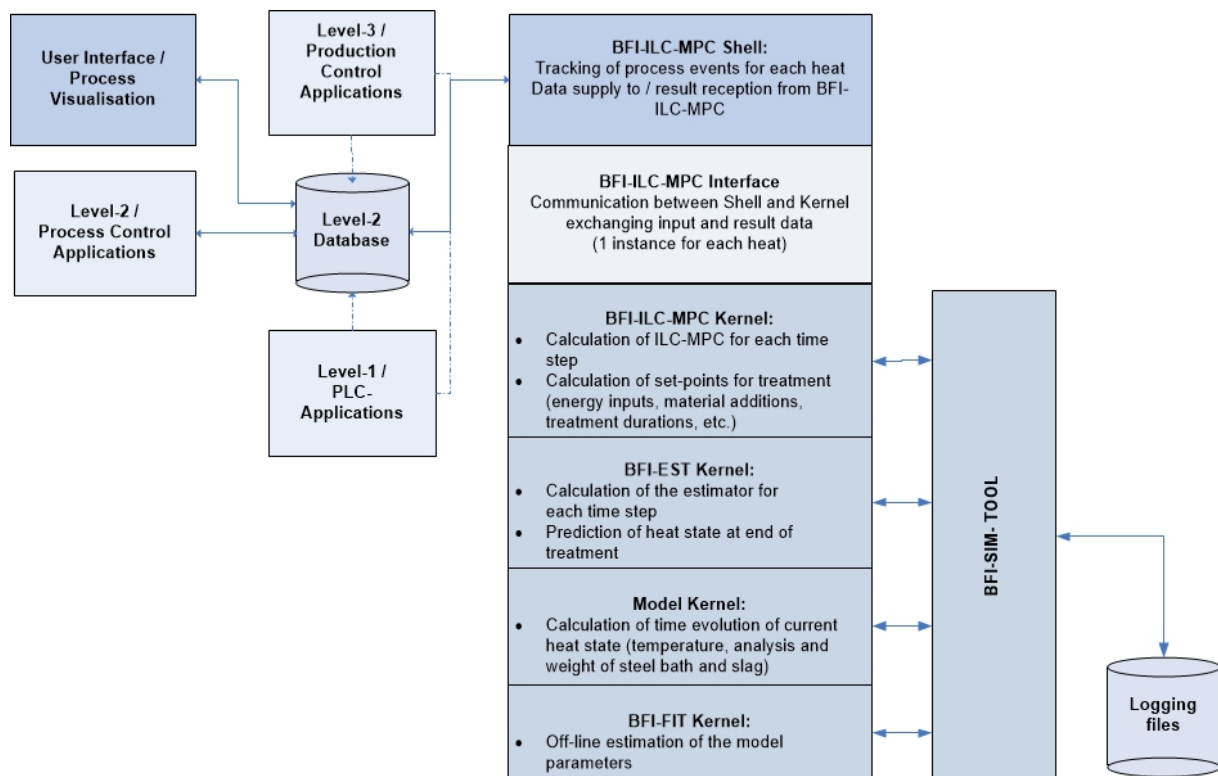 User Interface /
Process
Visualisation
Level-3 /
Production
Control
Applications
Level-2 /
Process Control
Applications
Level-2
Database
Level-1 /
PLC-
Applications
BFI-ILC-MPC Shell:
Tracking of process events for each heat
Data supply to / result reception from BFI-
ILC-MPC
BFI-ILC-MPC Interface
Communication between Shell and Kernel
exchanging input and result data
(1 instance for each heat)
BFI-ILC-MPC Kernel:
• Calculation of ILC-MPC for each time
step
• Calculation of set-points for treatment
(energy inputs, material additions,
treatment durations, etc.)
BFI-EST Kernel:
• Calculation of the estimator for
each time step
• Prediction of heat state at end of
treatment
Model Kernel:
• Calculation of time evolution of current
heat state (temperature, analysis and
weight of steel bath and slag)
BFI-FIT Kernel:
• Off-line estimation of the model
parameters
BFI-SIM- TOOL
Logging
files